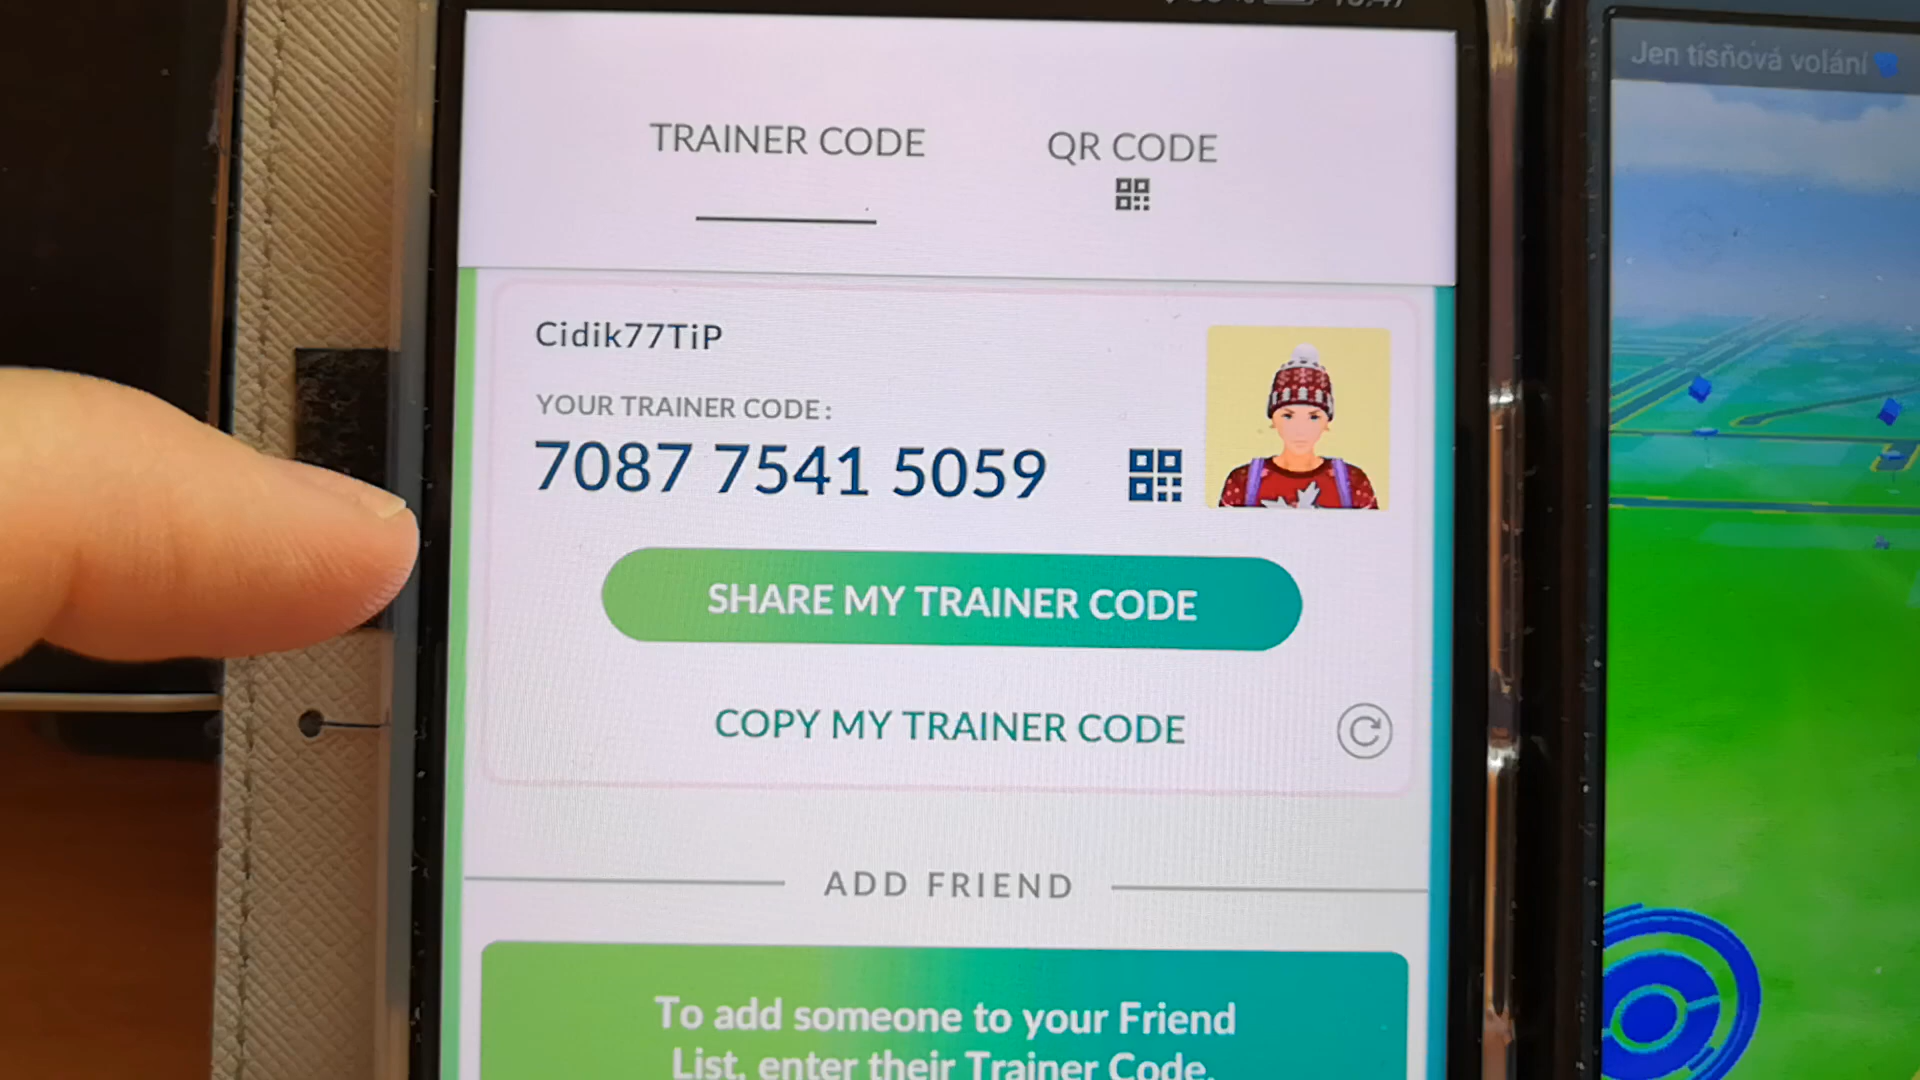 Jen tísňová volání
TRAINER CODE
QR CODE
Cidik77TiP
YOUR TRAINER CODE:
7087 7541 5059
SHARE MY TRAINER CODE
COPY MY TRAINER CODE
ADD FRIEND
To add someone to your Friend
List, enter their Trainer Code.